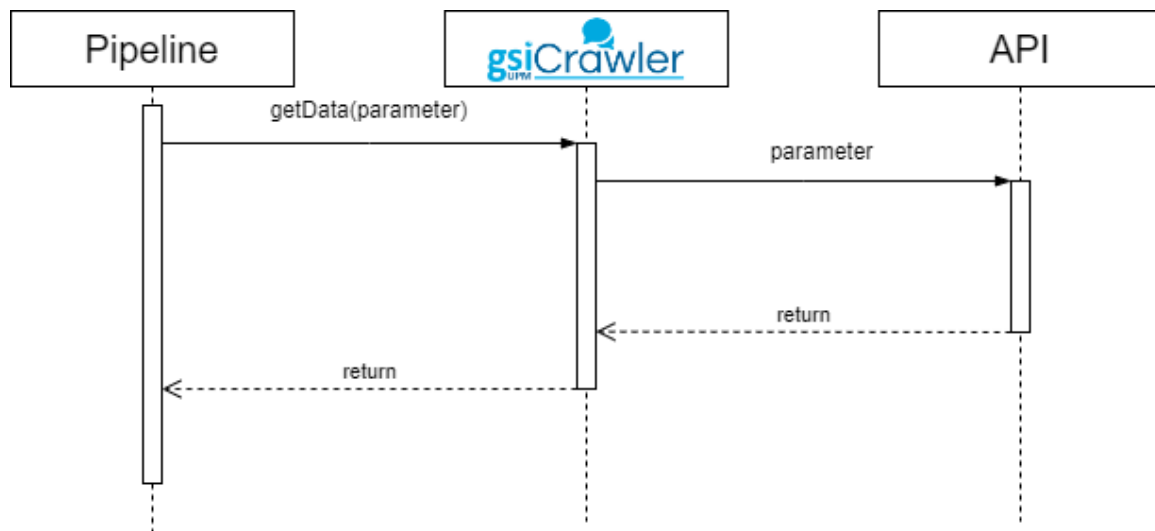 Pipeline
gsiCrawler
UPM
API
getData(parameter)
parameter
return
return